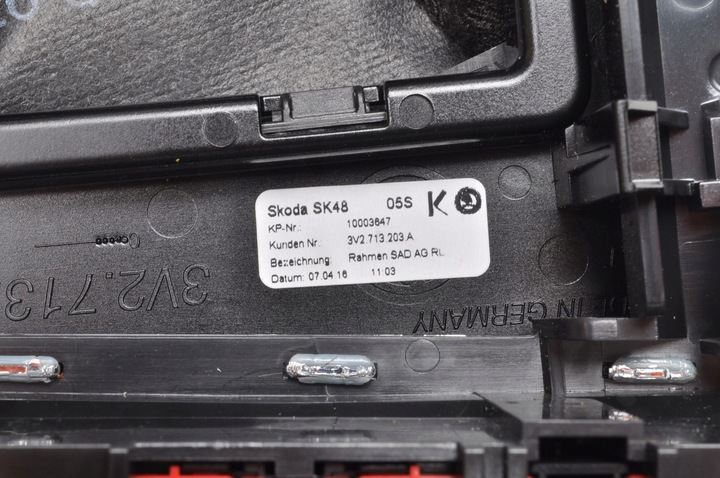 Skoda SK48 05S K
KP-Nr.: 10003647
Kunden Nr. 3V2.713.203.A
Bezeichnung: Rahmen SAD AG RL
Datum: 07.04.16 11:03
3V2.713
IN GERMANY